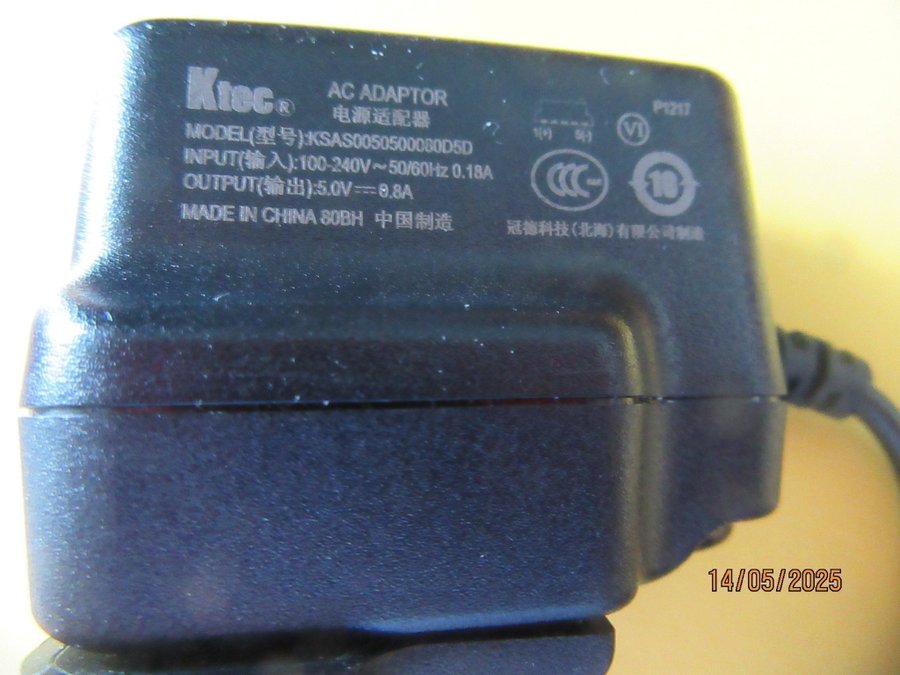 Ktec®
AC ADAPTOR
电源适配器
MODEL(型号):KSAS0050500080D5D
INPUT(输入):100-240V~50/60Hz 0.18A
OUTPUT(输出):5.0V⎓0.8A
MADE IN CHINA 80BH 中国制造
P1217
1(+) 5(-)
VI
CCC
10
冠德科技(北海)有限公司制造
14/05/2025